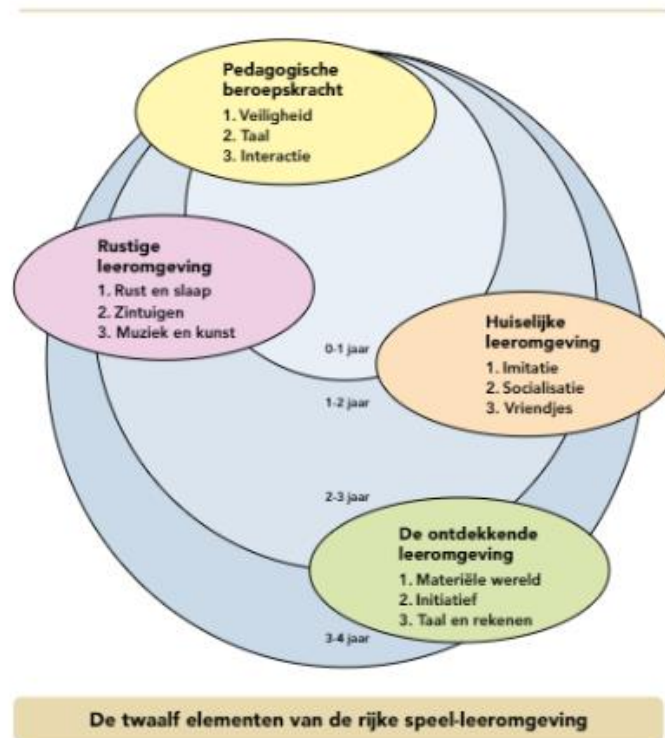 Pedagogische
beroepskracht
1. Veiligheid
2. Taal
3. Interactie
Rustige
leeromgeving
1. Rust en slaap
2. Zintuigen
3. Muziek en kunst
Huiselijke
leeromgeving
1. Imitatie
2. Socialisatie
3. Vriendjes
0-1 jaar
1-2 jaar
2-3 jaar
De ontdekkende
leeromgeving
1. Materiële wereld
2. Initiatief
3. Taal en rekenen
3-4 jaar
De twaalf elementen van de rijke speel-leeromgeving